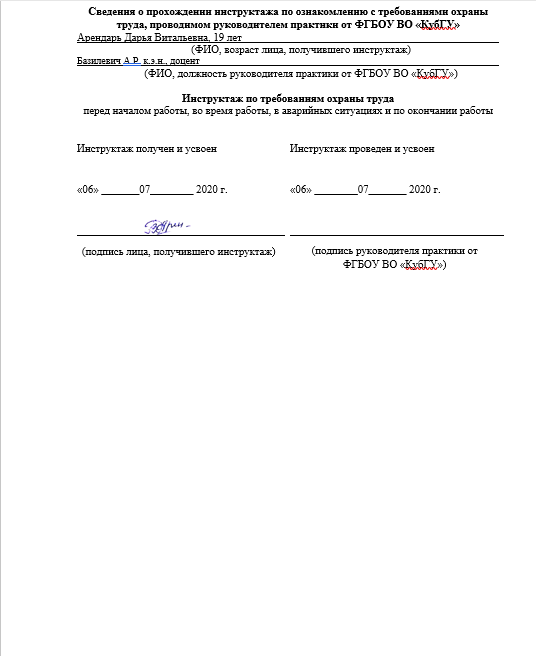 Сведения о прохождении инструктажа по ознакомлению с требованиями охраны
труда, проводимом руководителем практики от ФГБОУ ВО «КубГУ»
Арендарь Дарья Витальевна, 19 лет
(ФИО, возраст лица, получившего инструктаж)
Базилевич А.Р. к.э.н., доцент
(ФИО, должность руководителя практики от ФГБОУ ВО «КубГУ»)
Инструктаж по требованиям охраны труда
перед началом работы, во время работы, в аварийных ситуациях и по окончании работы
Инструктаж получен и усвоен Инструктаж проведен и усвоен
«06» _______07________ 2020 г. «06» ________07_______ 2020 г.
(подпись лица, получившего инструктаж) (подпись руководителя практики от
ФГБОУ ВО «КубГУ»)